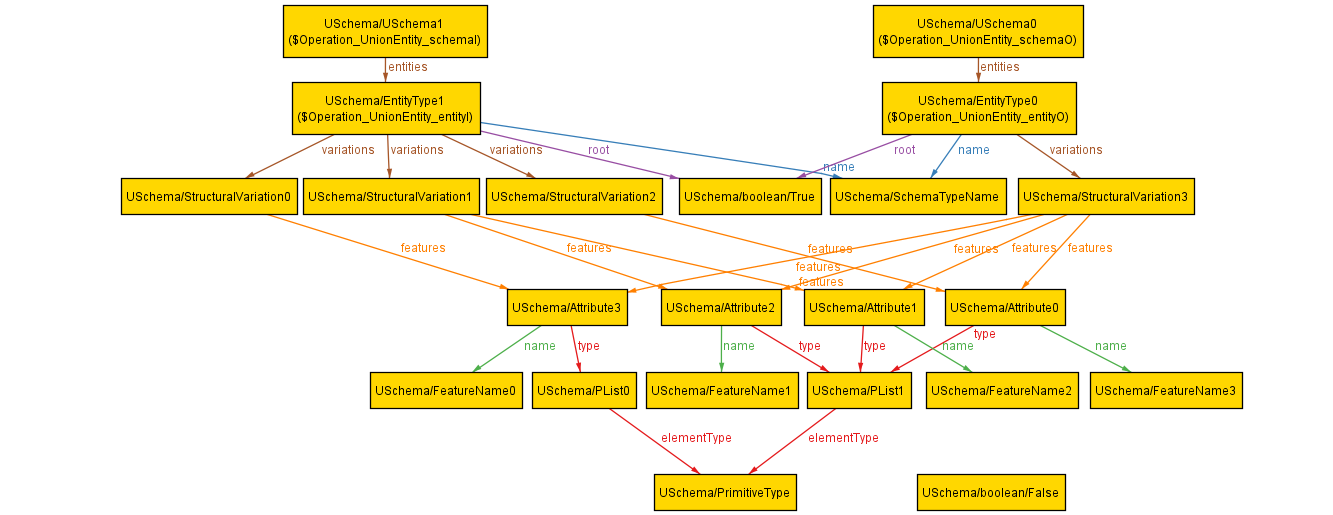 USchema/USchema1
($Operation_UnionEntity_schemaI)
USchema/USchema0
($Operation_UnionEntity_schemaO)
entities
entities
USchema/EntityType1
($Operation_UnionEntity_entityI)
USchema/EntityType0
($Operation_UnionEntity_entityO)
variations
variations
variations
root
name
root
name
variations
USchema/StructuralVariation0
USchema/StructuralVariation1
USchema/StructuralVariation2
USchema/boolean/True
USchema/SchemaTypeName
USchema/StructuralVariation3
features
features
features
features
features
features
features
features
USchema/Attribute3
USchema/Attribute2
USchema/Attribute1
USchema/Attribute0
name
type
name
type
type
name
type
name
USchema/FeatureName0
USchema/PList0
USchema/FeatureName1
USchema/PList1
USchema/FeatureName2
USchema/FeatureName3
elementType
elementType
USchema/PrimitiveType
USchema/boolean/False